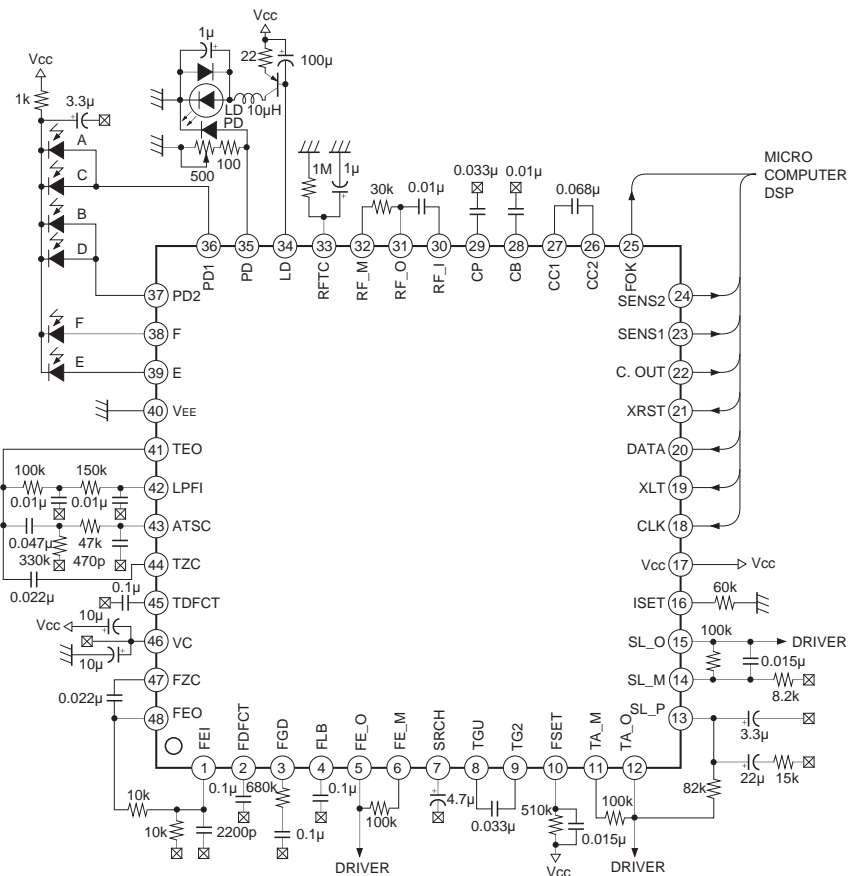 Vcc
1µ
22
100µ
Vcc
1k
3.3µ
LD
10µH
PD
A
C
500
100
1M
1µ
30k
0.01µ
0.033µ
0.01µ
0.068µ
MICRO
COMPUTER
DSP
B
D
36
35
34
33
32
31
30
29
28
27
26
25
PD1
PD
LD
RFTC
RF_M
RF_O
RF_I
CP
CB
CC1
CC2
FOK
37 PD2
SENS2 24
F
38 F
SENS1 23
E
39 E
C. OUT 22
40 VEE
XRST 21
41 TEO
DATA 20
100k
150k
42 LPFI
XLT 19
0.01µ
0.01µ
43 ATSC
CLK 18
0.047µ
47k
330k
470p
44 TZC
Vcc 17
Vcc
0.022µ
0.1µ
45 TDFCT
ISET 16
60k
10µ
Vcc
46 VC
SL_O 15
100k
DRIVER
10µ
0.015µ
47 FZC
SL_M 14
8.2k
0.022µ
48 FEO
SL_P
13
3.3µ
22µ
15k
82k
FEI
FDFCT
FGD
FLB
FE_O
FE_M
SRCH
TGU
TG2
FSET
TA_M
TA_O
1
2
3
4
5
6
7
8
9
10
11
12
10k
10k
2200p
0.1µ
680k
0.1µ
0.1µ
100k
4.7µ
0.033µ
510k
0.015µ
100k
DRIVER
Vcc
DRIVER